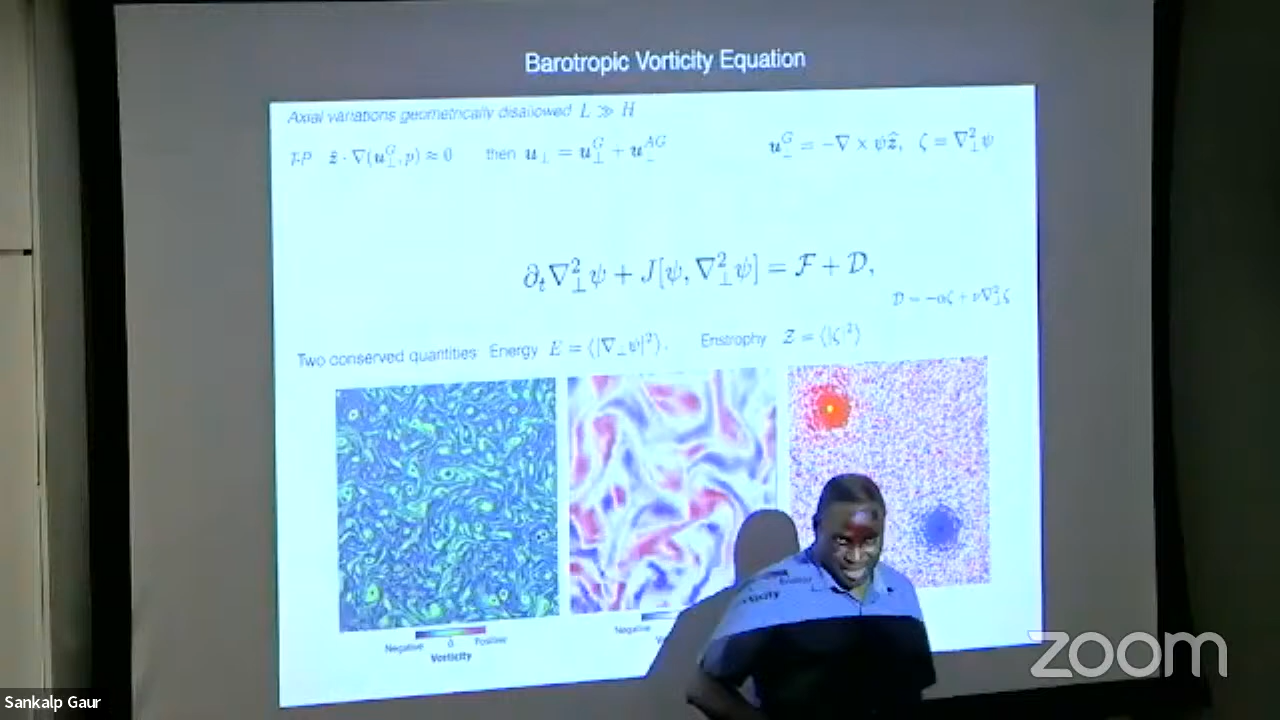 Barotropic Vorticity Equation
Axial variations geometrically disallowed L ≫ H
T-P ẑ · ∇(u⊥^G, p) ≈ 0 then u⊥ = u⊥^G + u⊥^AG u⊥^G = −∇ × ψẑ, ζ = ∇⊥²ψ
∂ₜ∇⊥²ψ + J[ψ, ∇⊥²ψ] = F + D,
D = −αζ + ν∇⊥²ζ
Two conserved quantities Energy E = ⟨|∇⊥ψ|²⟩, Enstrophy Z = ⟨|ζ|²⟩
Negative 0 Positive
Vorticity
Negative
zoom
Sankalp Gaur